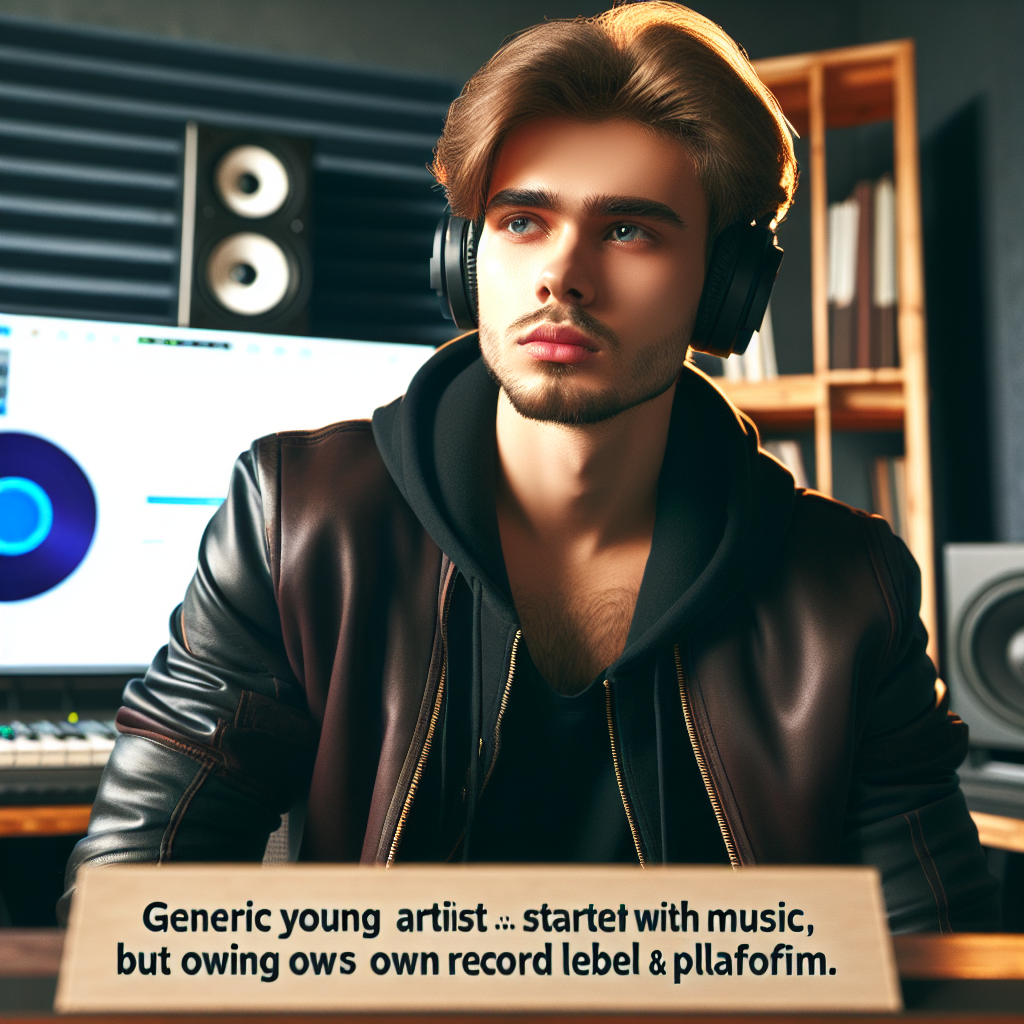 Generic young artiist ... startet with music,
but owing ows own record lebel & pllafofim.